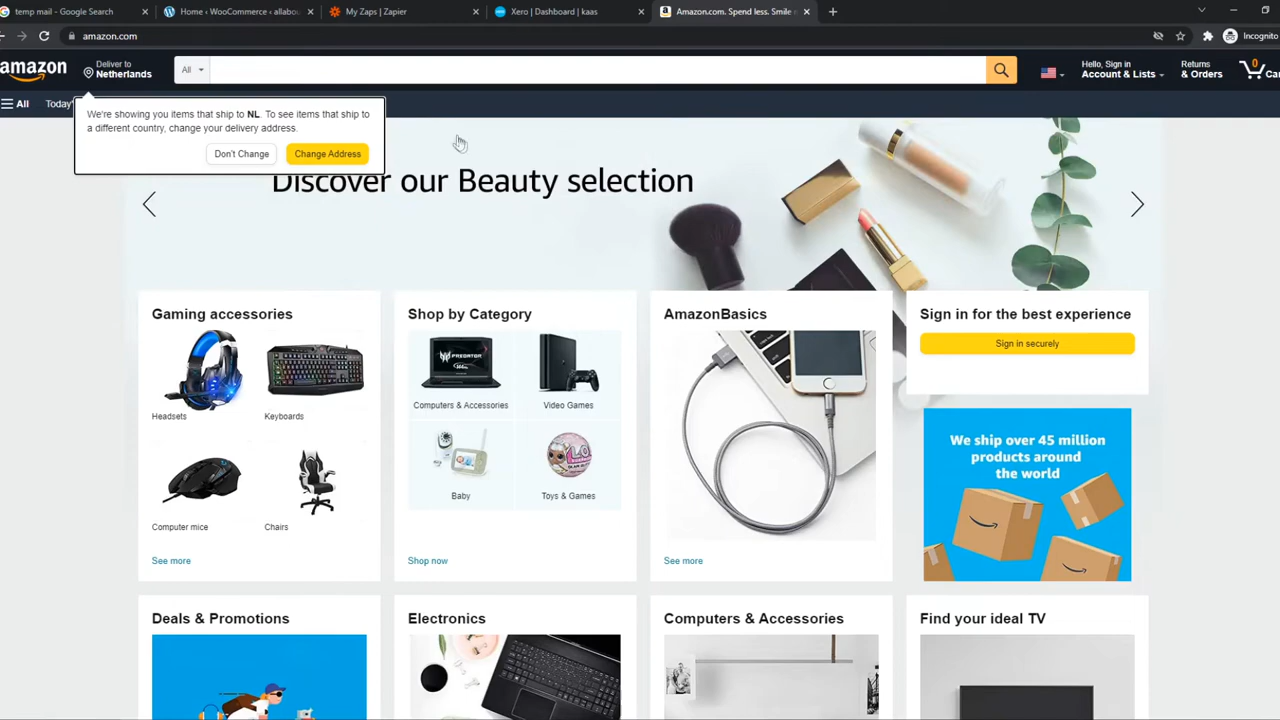 temp mail - Google Search
Home ‹ WooCommerce ‹ allabou
My Zaps | Zapier
Xero | Dashboard | kaas
Amazon.com. Spend less. Smile
amazon.com
Incognito
amazon
Deliver to
Netherlands
All
Hello, Sign in
Account & Lists
Returns
& Orders
0
All
We're showing you items that ship to NL. To see items that ship to
a different country, change your delivery address.
Don't Change
Change Address
Discover our Beauty selection
Gaming accessories
Headsets
Keyboards
Computer mice
Chairs
See more
Shop by Category
PREDATOR
Computers & Accessories
Video Games
Baby
Toys & Games
Shop now
AmazonBasics
See more
Sign in for the best experience
Sign in securely
We ship over 45 million
products around
the world
Deals & Promotions
Electronics
Computers & Accessories
Find your ideal TV